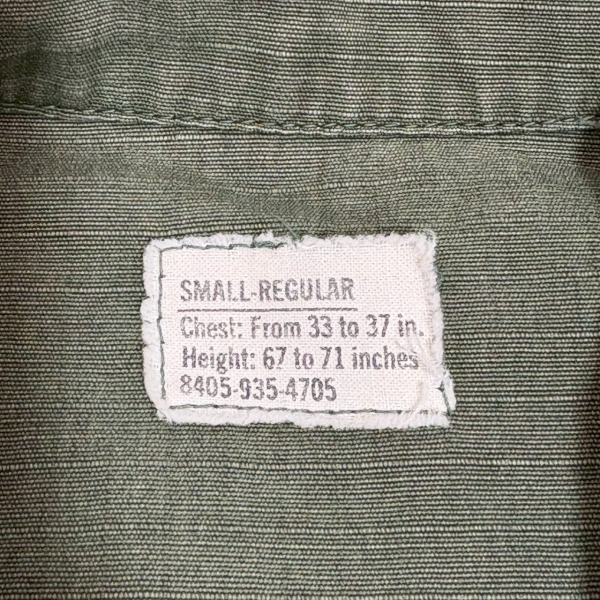 SMALL-REGULAR
Chest: From 33 to 37 in.
Height: 67 to 71 inches
8405-935-4705